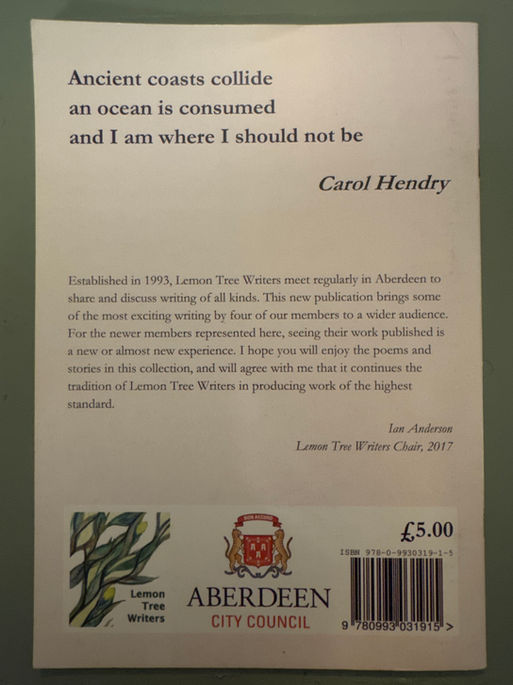 Ancient coasts collide
an ocean is consumed
and I am where I should not be
Carol Hendry
Established in 1993, Lemon Tree Writers meet regularly in Aberdeen to
share and discuss writing of all kinds. This new publication brings some
of the most exciting writing by four of our members to a wider audience.
For the newer members represented here, seeing their work published is
a new or almost new experience. I hope you will enjoy the poems and
stories in this collection, and will agree with me that it continues the
tradition of Lemon Tree Writers in producing work of the highest
standard.
Ian Anderson
Lemon Tree Writers Chair, 2017
Lemon
Tree
Writers
BON ACCORD
ABERDEEN
CITY COUNCIL
£5.00
ISBN 978-0-9930319-1-5
9 780993 031915 >